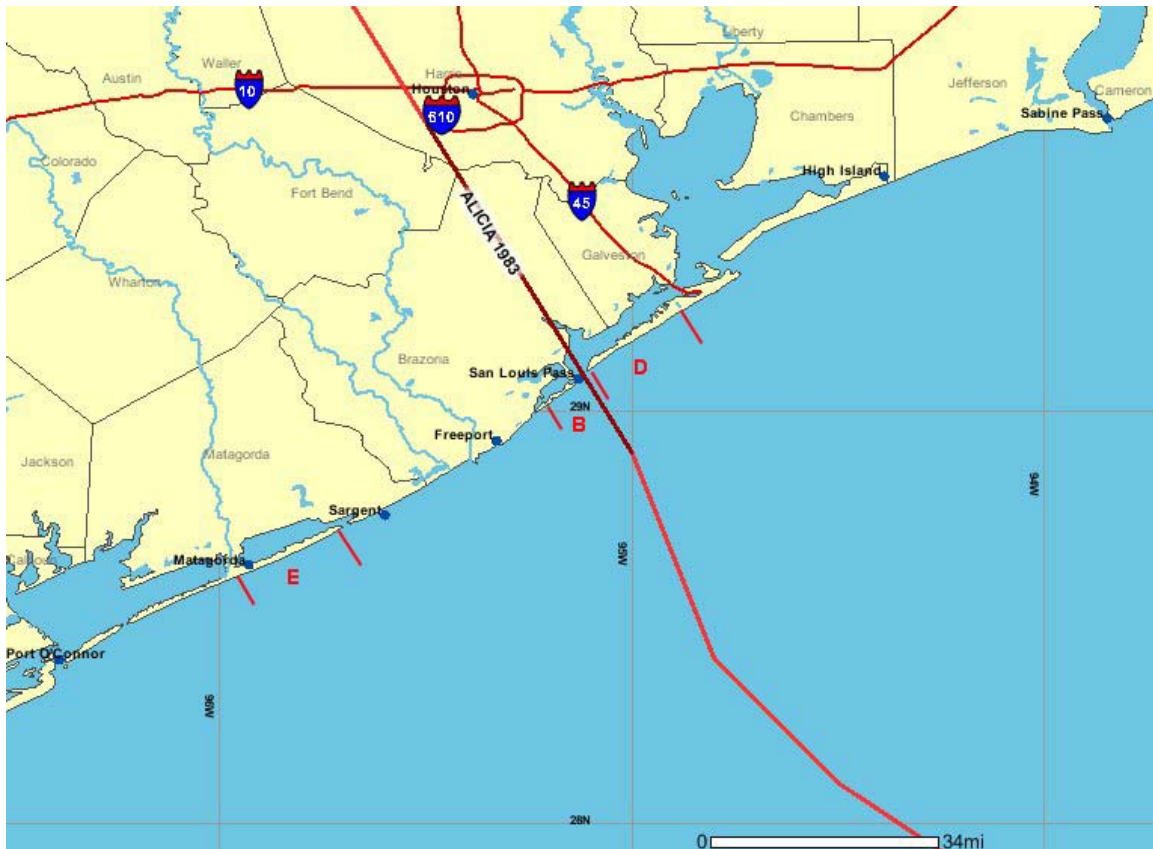 Liberty
Waller
Austin
Harris
Jefferson
10
Houston
Cameron
610
Chambers
Sabine Pass
Colorado
High Island
Fort Bend
45
ALICIA 1983
Galveston
Wharton
Brazoria
San Louis Pass
D
29N
B
Freeport
Matagorda
Jackson
94W
Sargent
95W
Matagorda
Calhoun
E
Port O'Connor
96W
28N
0
34mi